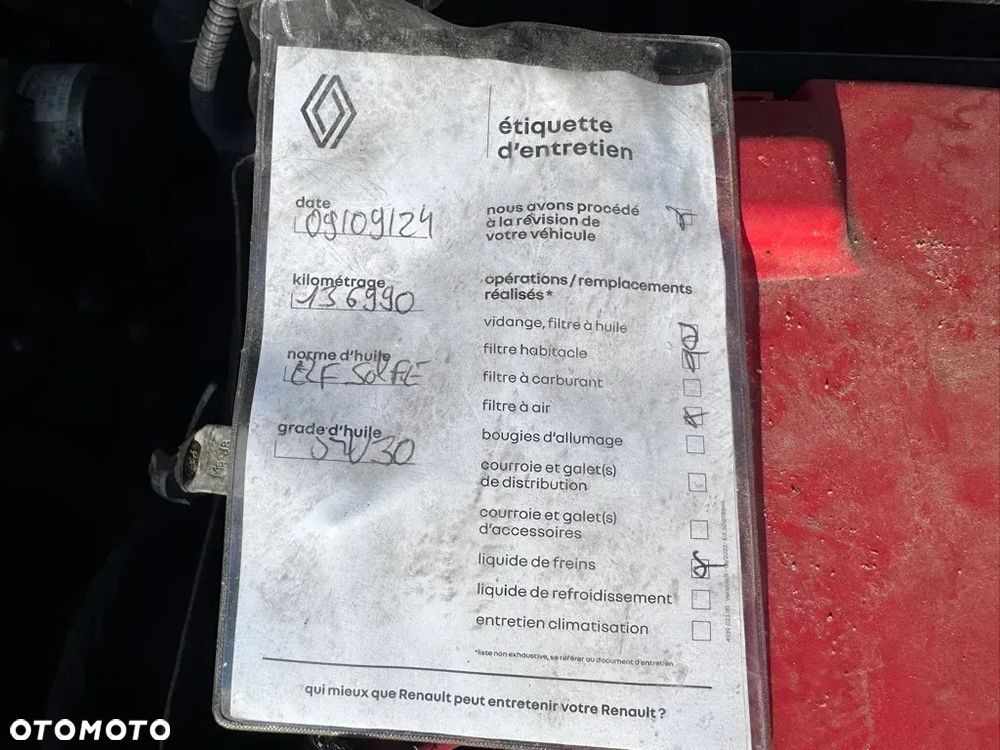 étiquette
d'entretien
date
09/09/24
kilométrage
136990
norme d'huile
ELF
grade d'huile
nous avons procédé
à la révision de
votre véhicule
opérations/remplacements
réalisés*
vidange, filtre à huile
filtre habitacle
filtre à carburant
filtre à air
bougies d'allumage
courroie et galet(s)
de distribution
courroie et galet(s)
d'accessoires
liquide de freins
liquide de refroidissement
entretien climatisation
*liste non exhaustive, se référer au document d'entretien
qui mieux que Renault peut entretenir votre Renault ?
OTOMOTO